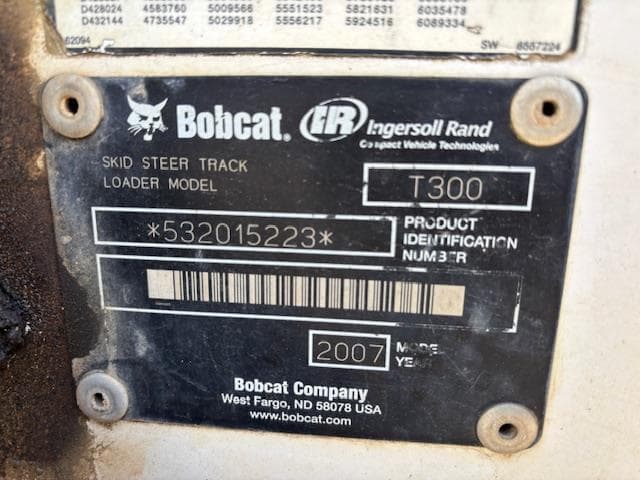 D428024 4583760 5009566 5551523 5821631 6035478
D432144 4735547 5029918 5556217 5924516 6089334
62094 SW 6557224
Bobcat. IR Ingersoll Rand
Compact Vehicle Technologies
SKID STEER TRACK
LOADER MODEL T300
*532015223* PRODUCT
IDENTIFICATION
NUMBER
2007 MODEL
YEAR
Bobcat Company
West Fargo, ND 58078 USA
www.bobcat.com